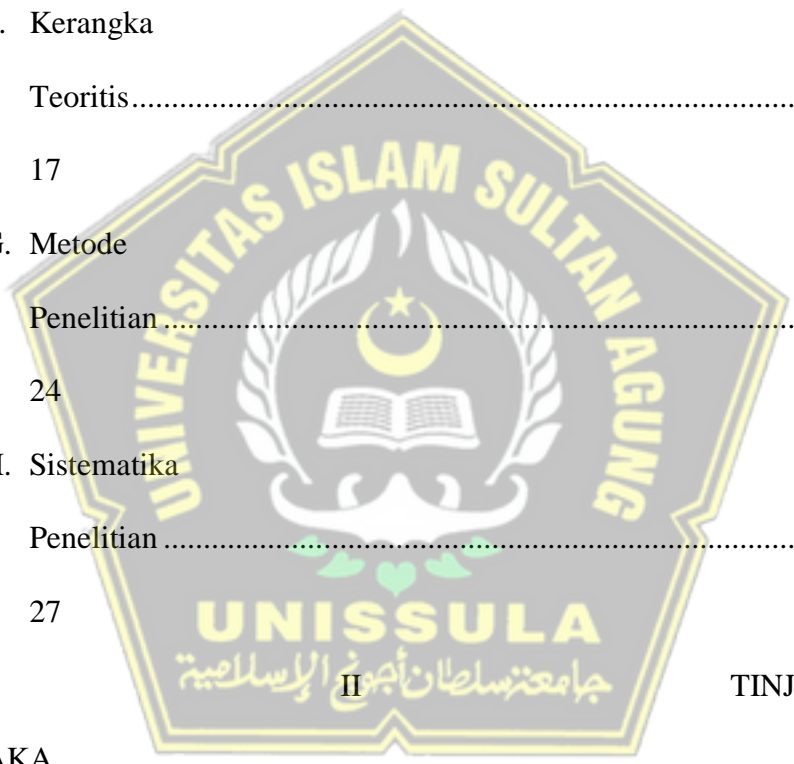 . Kerangka
Teoritis
17
G. Metode
Penelitian
24
H. Sistematika
Penelitian
27
II TINJ
AKA
UNIVERSITAS ISLAM SULTAN AGUNG
UNISSULA
جامعة سلطان أجونج الإسلامية